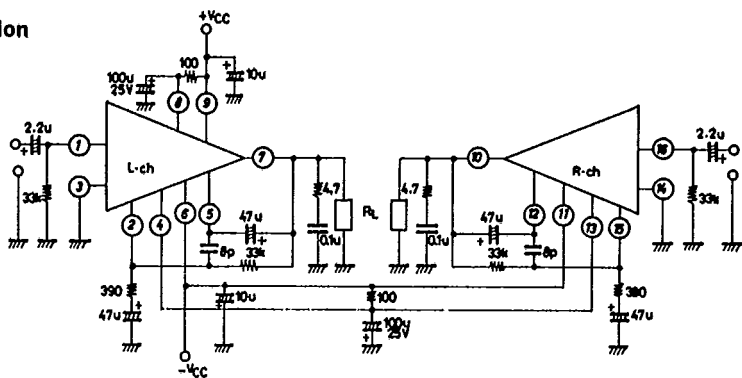 ion
+Vcc
100
100u
25V
10u
8
9
2.2u
1
L-ch
7
10
R-ch
16
2.2u
3
33k
2
4
6
5
4.7
RL
4.7
12
11
13
15
14
33k
47u
0.1u
0.1u
47u
8p
33k
33k
8p
390
47u
10u
100
100u
25V
390
47u
-Vcc